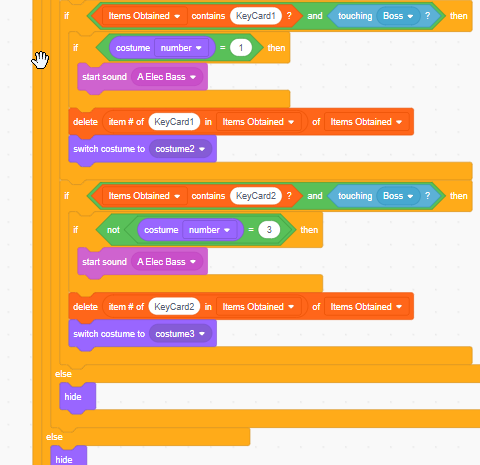 if Items Obtained contains KeyCard1 ? and touching Boss ? then
if costume number = 1 then
start sound A Elec Bass
delete item # of KeyCard1 in Items Obtained of Items Obtained
switch costume to costume2
if Items Obtained contains KeyCard2 ? and touching Boss ? then
if not costume number = 3 then
start sound A Elec Bass
delete item # of KeyCard2 in Items Obtained of Items Obtained
switch costume to costume3
else
hide
else
hide